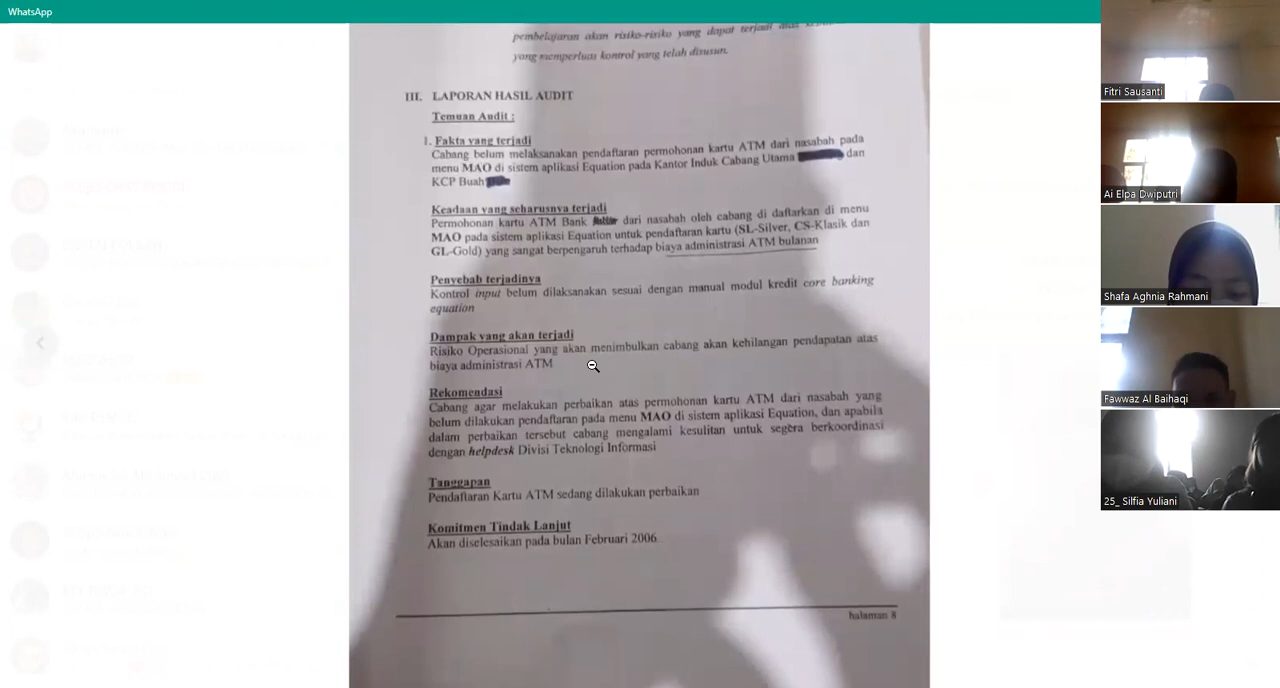 WhatsApp
pembelajaran akan risiko-risiko yang dapat terjadi atas
yang memperluas kontrol yang telah disusun.
III. LAPORAN HASIL AUDIT
Temuan Audit :
1. Fakta yang terjadi
Cabang belum melaksanakan pendaftaran permohonan kartu ATM dari nasabah pada
menu MAO di sistem aplikasi Equation pada Kantor Induk Cabang Utama dan
KCP Buah
Keadaan yang seharusnya terjadi
Permohonan kartu ATM Bank dari nasabah oleh cabang di daftarkan di menu
MAO pada sistem aplikasi Equation untuk pendaftaran kartu (SL-Silver, CS-Klasik dan
GL-Gold) yang sangat berpengaruh terhadap biaya administrasi ATM bulanan
Penyebab terjadinya
Kontrol input belum dilaksanakan sesuai dengan manual modul kredit core banking
equation
Dampak yang akan terjadi
Risiko Operasional yang akan menimbulkan cabang akan kehilangan pendapatan atas
biaya administrasi ATM
Rekomendasi
Cabang agar melakukan perbaikan atas permohonan kartu ATM dari nasabah yang
belum dilakukan pendaftaran pada menu MAO di sistem aplikasi Equation, dan apabila
dalam perbaikan tersebut cabang mengalami kesulitan untuk segera berkoordinasi
dengan helpdesk Divisi Teknologi Informasi
Tanggapan
Pendaftaran Kartu ATM sedang dilakukan perbaikan
Komitmen Tindak Lanjut
Akan diselesaikan pada bulan Februari 2006
halaman 8
Fitri Sausanti
Ai Elpa Dwiputri
Shafa Aghnia Rahmani
Fawwaz Al Baihaqi
25_ Silfia Yuliani